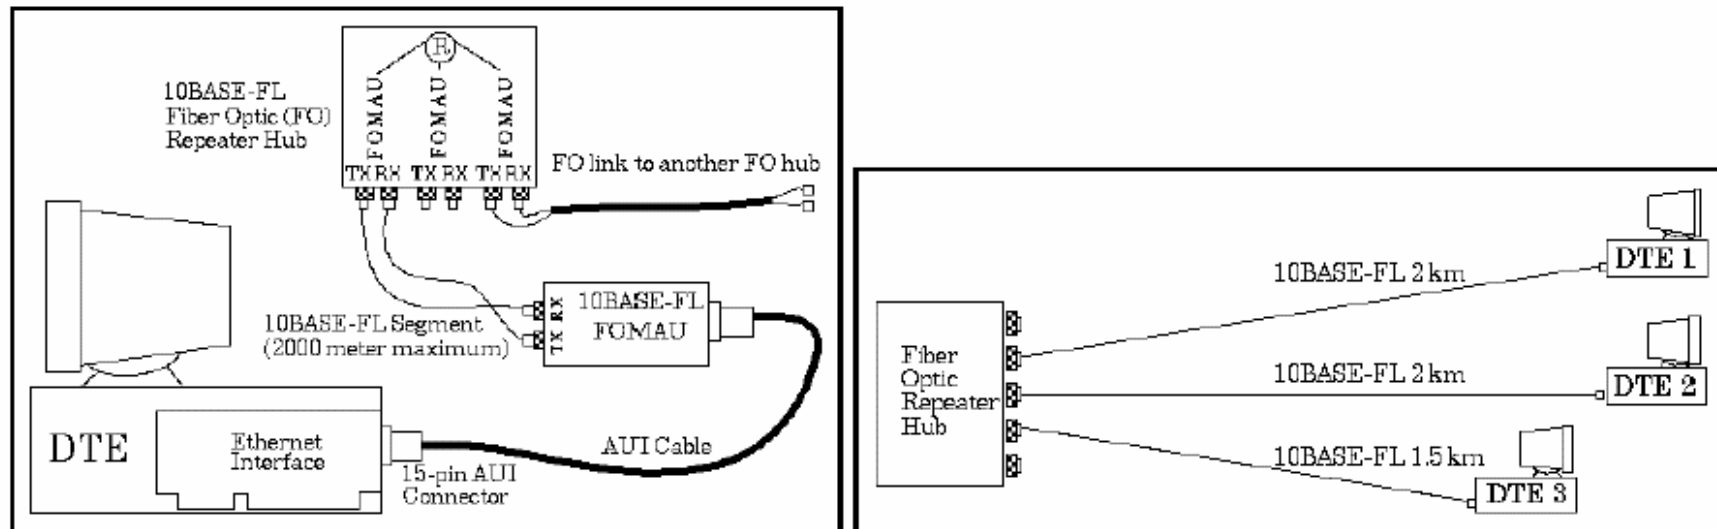 R
10BASE-FL
Fiber Optic (FO)
Repeater Hub
FOMAU
FOMAU
FOMAU
TX RX TX RX TX RX
FO link to another FO hub
10BASE-FL Segment
(2000 meter maximum)
TX RX
10BASE-FL
FOMAU
DTE
Ethernet
Interface
AUI Cable
15-pin AUI
Connector
Fiber
Optic
Repeater
Hub
10BASE-FL 2 km
DTE 1
10BASE-FL 2 km
DTE 2
10BASE-FL 1.5 km
DTE 3